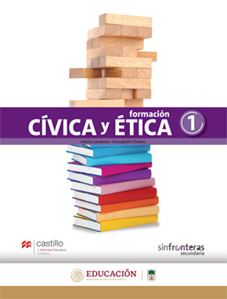 formación
CÍVICA y ÉTICA 1
castillo
sinfronteras
secundaria
EDUCACIÓN